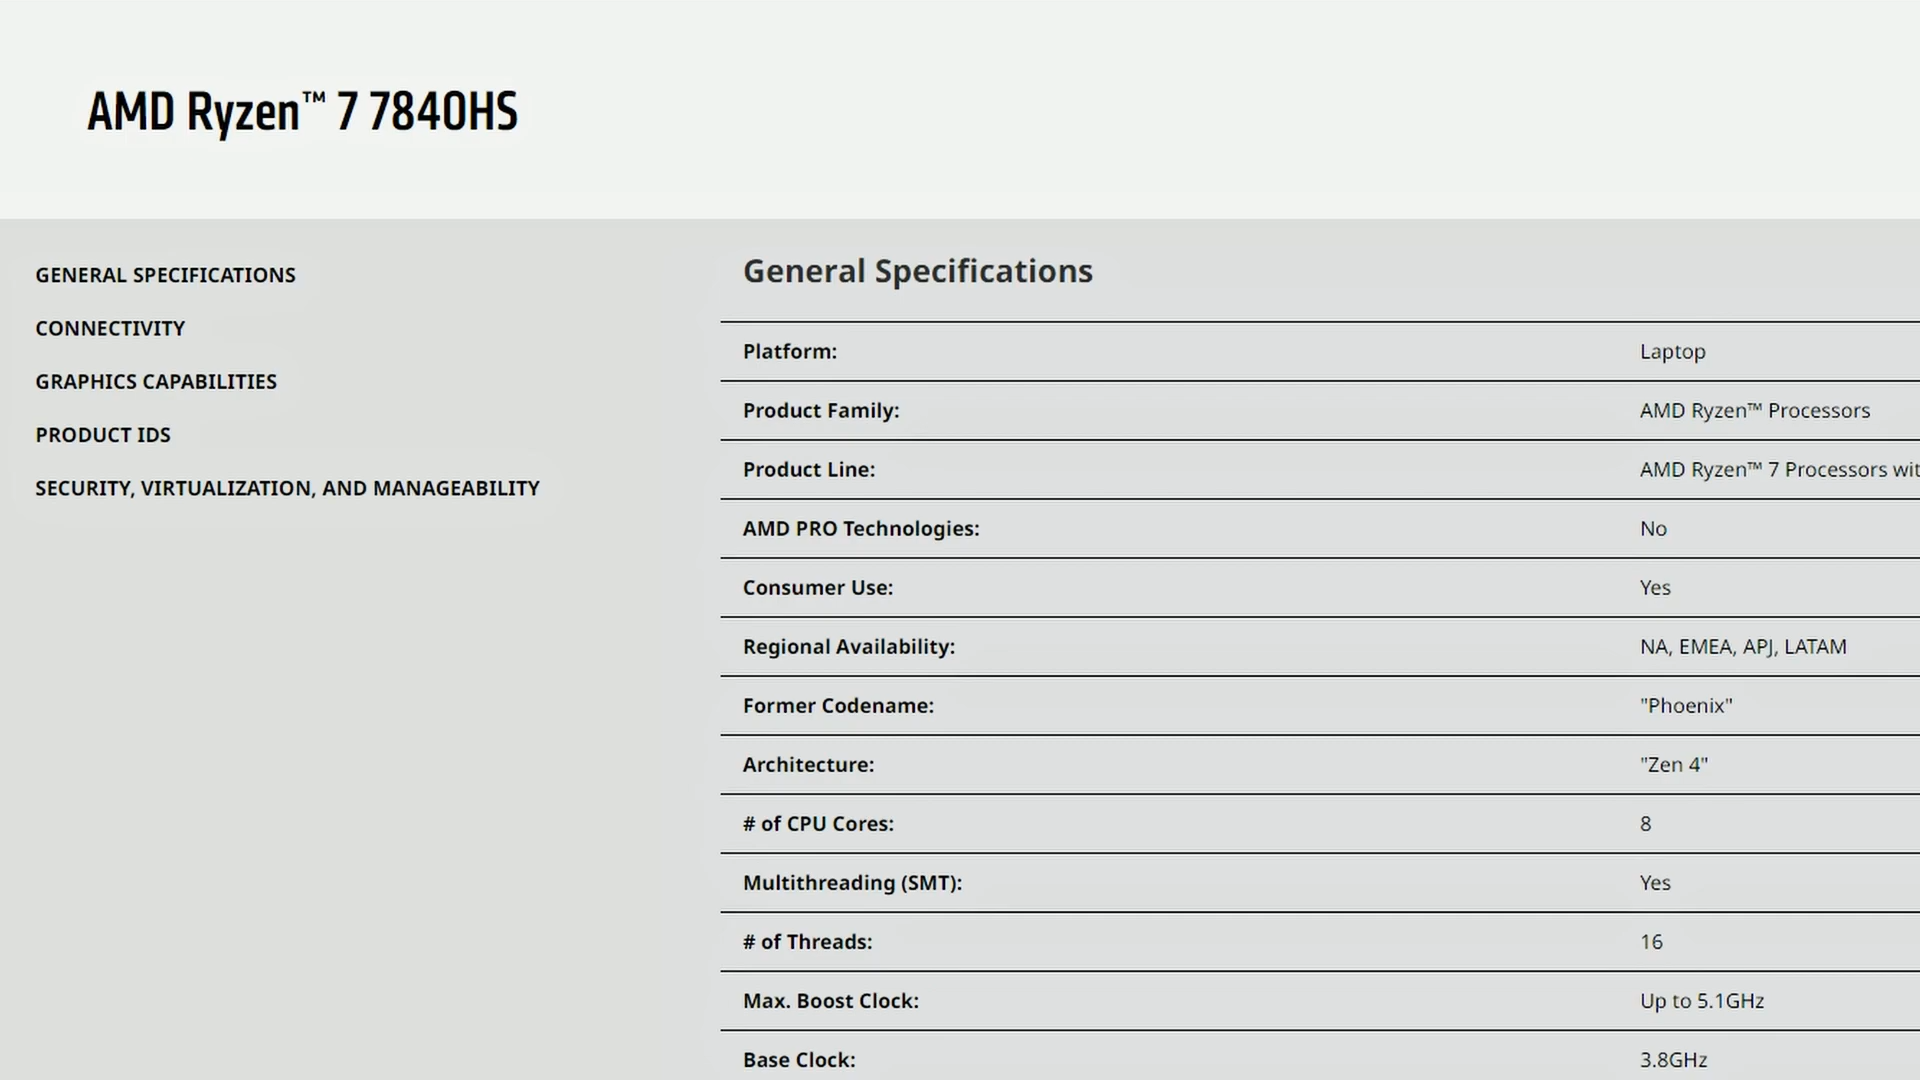 AMD Ryzen™ 7 7840HS
GENERAL SPECIFICATIONS
CONNECTIVITY
GRAPHICS CAPABILITIES
PRODUCT IDS
SECURITY, VIRTUALIZATION, AND MANAGEABILITY
General Specifications
Platform: Laptop
Product Family: AMD Ryzen™ Processors
Product Line: AMD Ryzen™ 7 Processors wit
AMD PRO Technologies: No
Consumer Use: Yes
Regional Availability: NA, EMEA, APJ, LATAM
Former Codename: "Phoenix"
Architecture: "Zen 4"
# of CPU Cores: 8
Multithreading (SMT): Yes
# of Threads: 16
Max. Boost Clock: Up to 5.1GHz
Base Clock: 3.8GHz